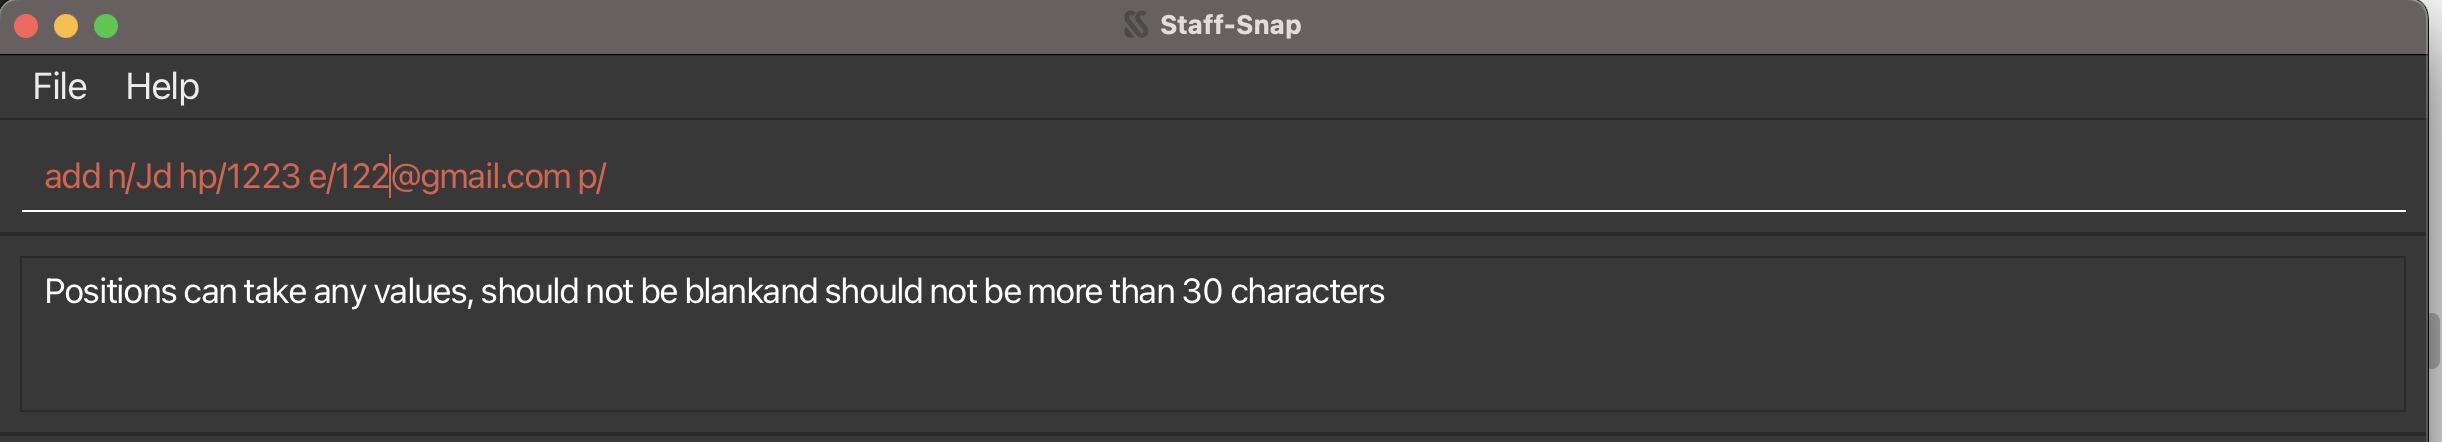 Staff-Snap
File Help
add n/Jd hp/1223 e/122@gmail.com p/
Positions can take any values, should not be blankand should not be more than 30 characters